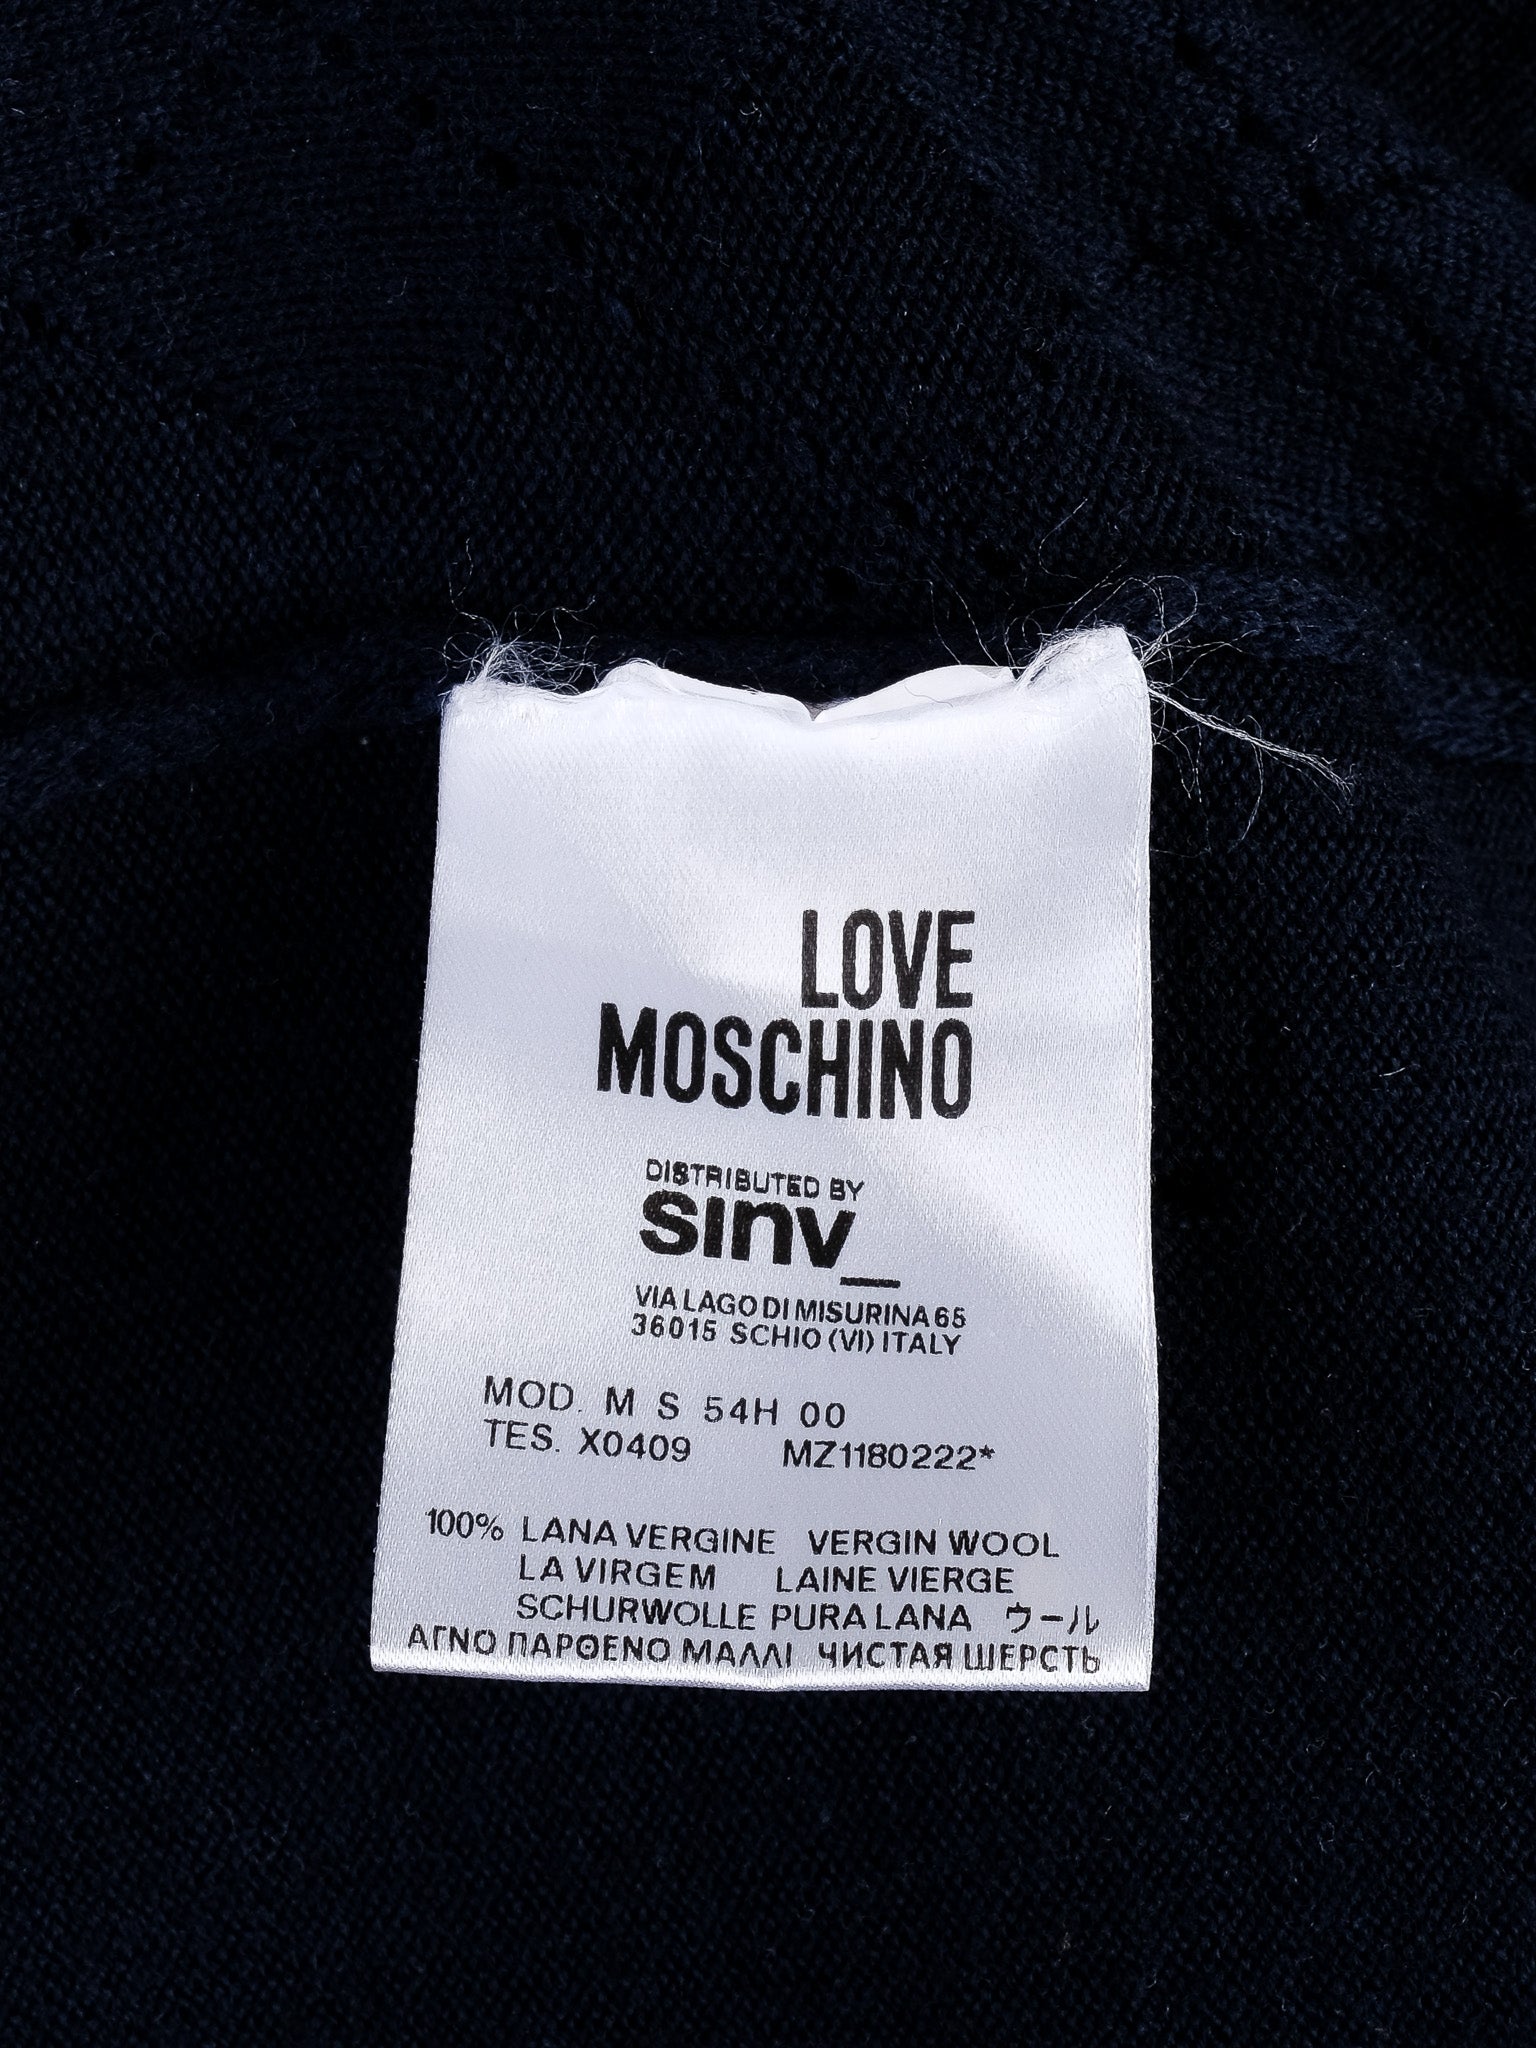 LOVE
MOSCHINO
DISTRIBUTED BY
sınv_
VIA LAGO DI MISURINA 65
36015 SCHIO (VI) ITALY
MOD. M S 54H 00
TES. X0409 MZ1180222*
100% LANA VERGINE VERGIN WOOL
LA VIRGEM LAINE VIERGE
SCHURWOLLE PURA LANA ウール
ΑΓΝΟ ΠΑΡΘΕΝΟ ΜΑΛΛΙ ЧИСТАЯ ШЕРСТЬ